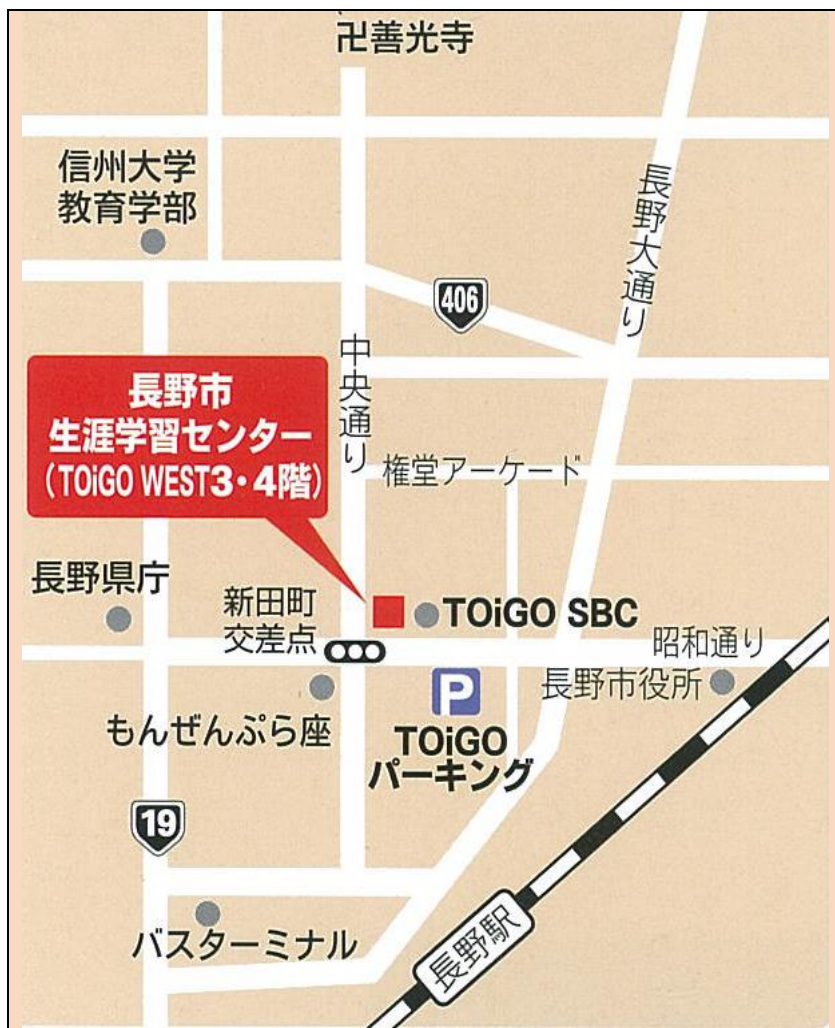 卍善光寺
信州大学
教育学部
長野大通り
406
中央通り
長野市
生涯学習センター
（TOiGO WEST3・4階）
権堂アーケード
長野県庁
新田町
交差点
TOiGO SBC
昭和通り
長野市役所
P
もんぜんぷら座
TOiGO
パーキング
19
バスターミナル
長野駅